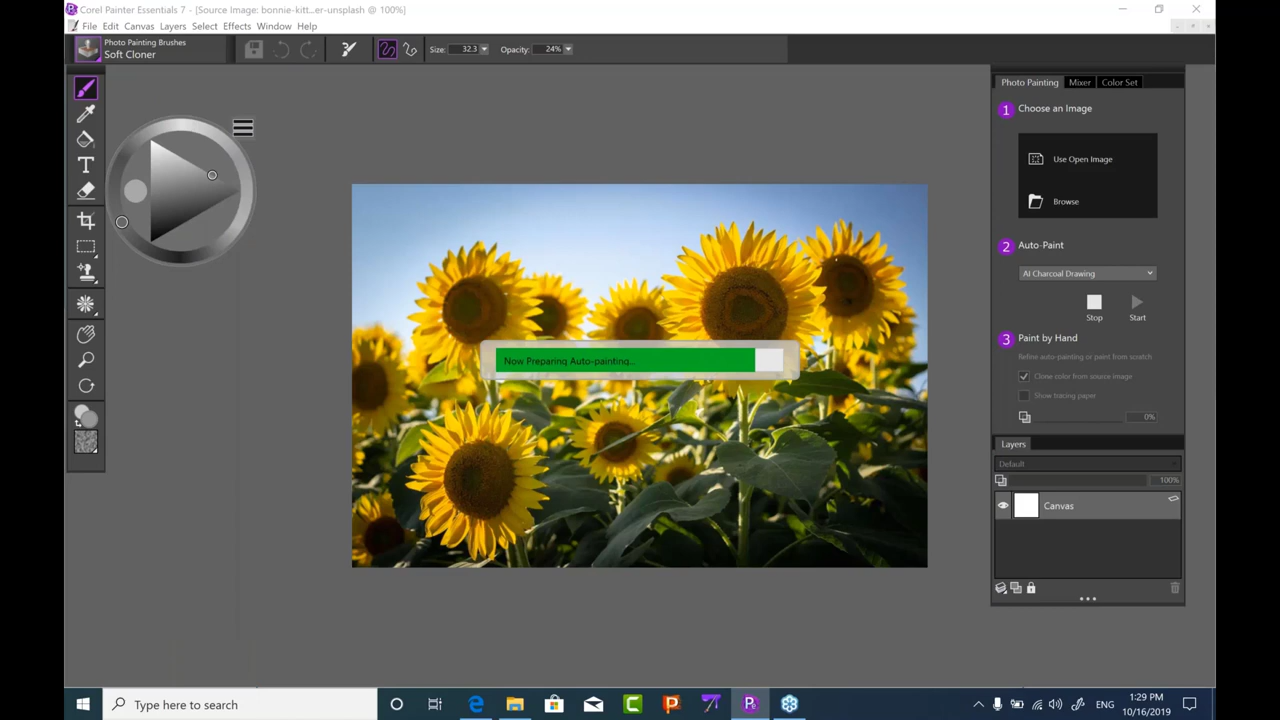 Corel Painter Essentials 7 - [Source Image: bonnie-kitt...er-unsplash @ 100%]
File Edit Canvas Layers Select Effects Window Help
Photo Painting Brushes
Soft Cloner
Size: 32.3 Opacity: 24%
Photo Painting Mixer Color Set
1 Choose an Image
Use Open Image
Browse
2 Auto-Paint
AI Charcoal Drawing
Stop Start
3 Paint by Hand
Refine auto-painting or paint from scratch
Clone color from source image
Show tracing paper
0%
Now Preparing Auto-painting...
Layers
Default
100%
Canvas
Type here to search
ENG
1:29 PM
10/16/2019